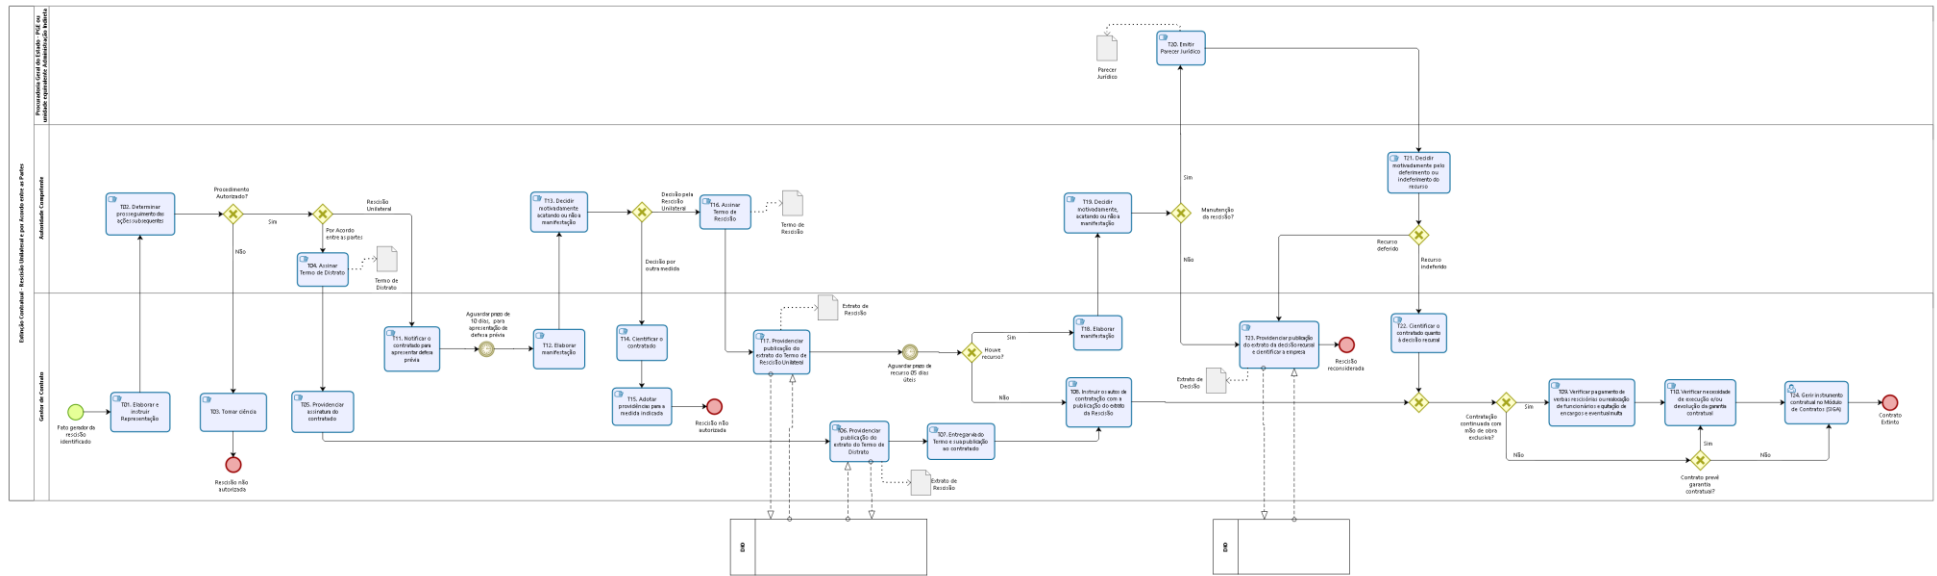 Extinção Contratual - Rescisão Unilateral e por Acordo entre as Partes
Procuradoria Geral do Estado - PGE ou
unidade equivalente Administração Indireta
Autoridade Competente
Gestor de Contrato
Fato gerador da
rescisão
identificado
T01. Elaborar e
instruir
Representação
T02. Determinar
prosseguimento das
ações subsequentes
Procedimento
Autorizado?
Sim
Não
T03. Tomar ciência
Rescisão não
autorizada
Rescisão
Unilateral
Por Acordo
entre as partes
T04. Assinar
Termo de Distrato
Termo de
Distrato
T05. Providenciar
assinatura do
contratado
T11. Notificar o
contratado para
apresentar defesa
prévia
Aguardar prazo de
10 dias, para
apresentação de
defesa prévia
T12. Elaborar
manifestação
T13. Decidir
motivadamente
acatando ou não a
manifestação
Decisão pela
Rescisão
Unilateral
Decisão por
outra medida
T14. Cientificar o
contratado
T15. Adotar
providências para a
medida indicada
Rescisão não
autorizada
T16. Assinar
Termo de
Rescisão
Termo de
Rescisão
T17. Providenciar
publicação do
extrato do Termo de
Rescisão Unilateral
Extrato de
Rescisão
T06. Providenciar
publicação do
extrato do Termo de
Distrato
Extrato de
Rescisão
T07. Entregar via do
Termo e sua publicação
ao contratado
Aguardar prazo de
recurso 05 dias
úteis
Houve
recurso?
Sim
Não
T18. Elaborar
manifestação
T08. Instruir os autos de
contratação com a
publicação do extrato
da Rescisão
T19. Decidir
motivadamente,
acatando ou não a
manifestação
Manutenção
da rescisão?
Sim
Não
T20. Emitir
Parecer Jurídico
Parecer
Jurídico
T21. Decidir
motivadamente pelo
deferimento ou
indeferimento do
recurso
Recurso
deferido
Recurso
indeferido
T22. Cientificar o
contratado quanto
à decisão recursal
T23. Providenciar publicação
do extrato da decisão recursal
e cientificar a empresa
Extrato de
Decisão
Rescisão
reconsiderada
Contratação
continuada com
mão de obra
exclusiva?
Sim
Não
T09. Verificar pagamento de
verbas rescisórias ou realocação
de funcionários e quitação de
encargos e eventual multa
T10. Verificar necessidade
de execução e/ou
devolução da garantia
contratual
Sim
Não
Contrato prevê
garantia
contratual?
T24. Gerir instrumento
contratual no Módulo
de Contratos (SIGA)
Contrato
Extinto